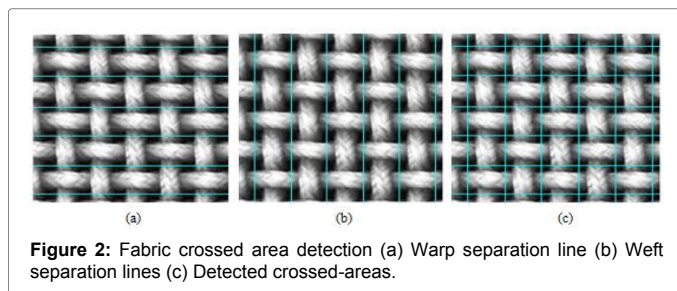 (a)
(b)
(c)
Figure 2: Fabric crossed area detection (a) Warp separation line (b) Weft
separation lines (c) Detected crossed-areas.